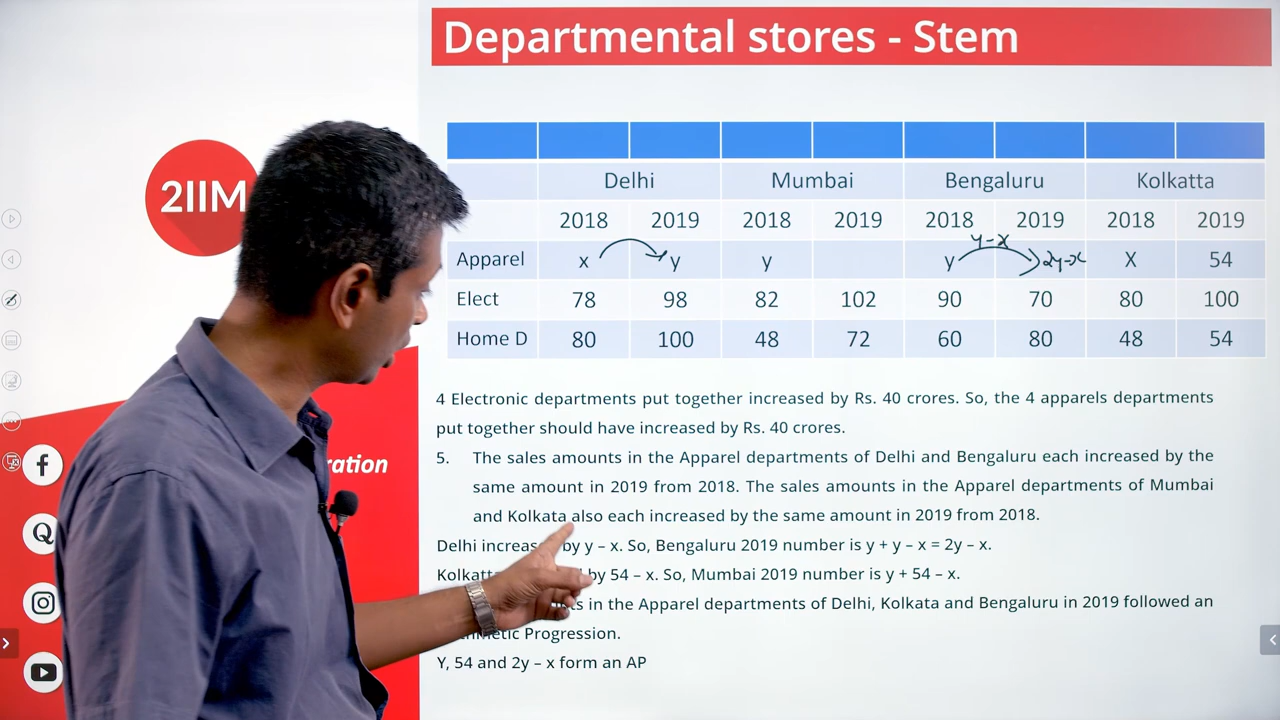 Departmental stores - Stem
2IIM
Delhi Mumbai Bengaluru Kolkatta
2018 2019 2018 2019 2018 2019 2018 2019
y-x
Apparel x y y y 2y-x X 54
Elect 78 98 82 102 90 70 80 100
Home D 80 100 48 72 60 80 48 54
4 Electronic departments put together increased by Rs. 40 crores. So, the 4 apparels departments
put together should have increased by Rs. 40 crores.
5. The sales amounts in the Apparel departments of Delhi and Bengaluru each increased by the
same amount in 2019 from 2018. The sales amounts in the Apparel departments of Mumbai
and Kolkata also each increased by the same amount in 2019 from 2018.
Delhi by y – x. So, Bengaluru 2019 number is y + y – x = 2y – x.
by 54 – x. So, Mumbai 2019 number is y + 54 – x.
in the Apparel departments of Delhi, Kolkata and Bengaluru in 2019 followed an
Progression.
Y, 54 and 2y – x form an AP